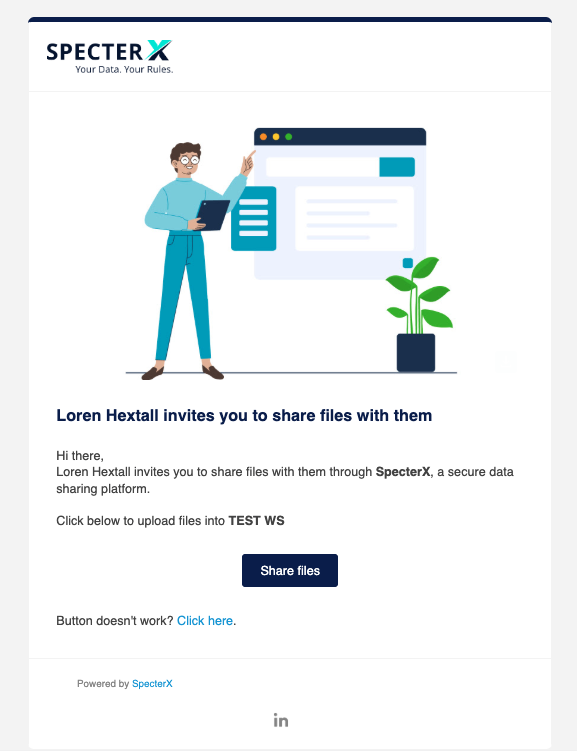 SPECTERX
Your Data. Your Rules.
Loren Hextall invites you to share files with them
Hi there,
Loren Hextall invites you to share files with them through SpecterX, a secure data
sharing platform.
Click below to upload files into TEST WS
Share files
Button doesn't work? Click here.
Powered by SpecterX
in